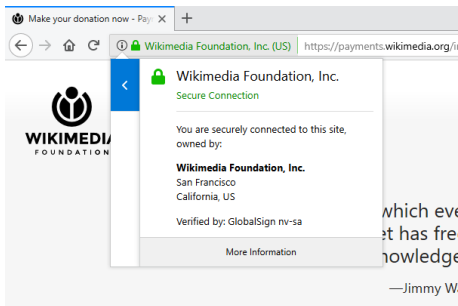 Make your donation now - Pay
Wikimedia Foundation, Inc. (US)
https://payments.wikimedia.org/i
Wikimedia Foundation, Inc.
Secure Connection
You are securely connected to this site,
owned by:
Wikimedia Foundation, Inc.
San Francisco
California, US
Verified by: GlobalSign nv-sa
More Information
WIKIMEDI
FOUNDATION
which eve
et has fre
nowledge
—Jimmy Wa